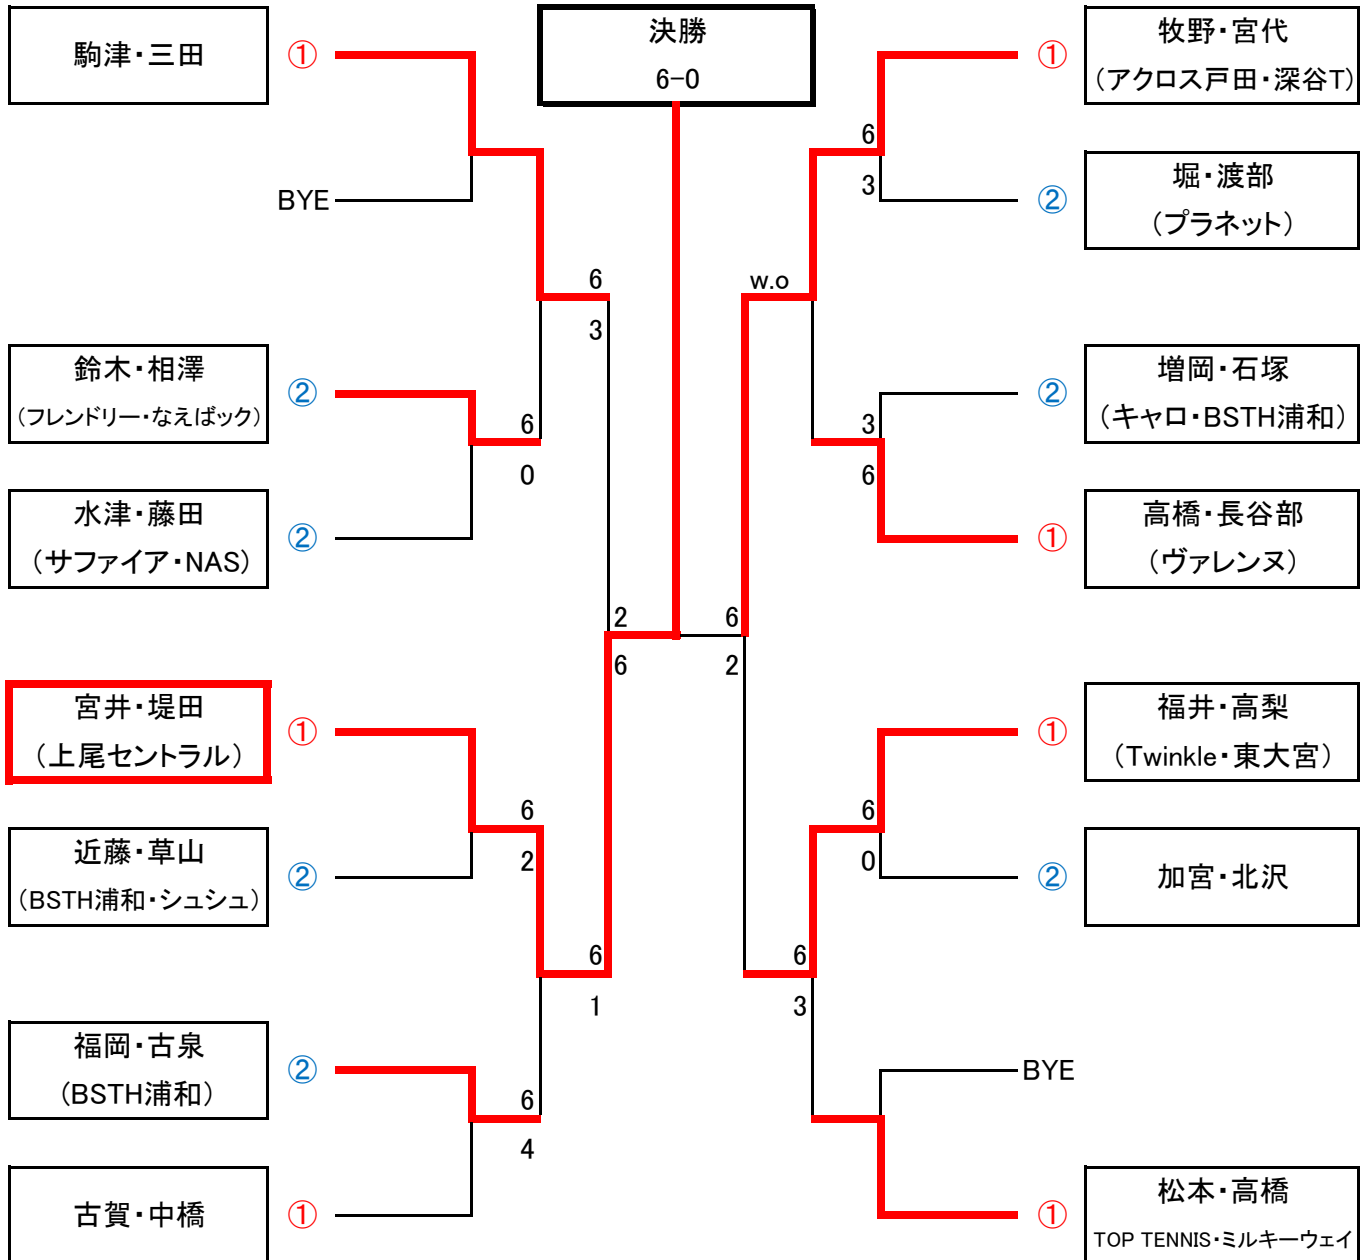 決勝
6-0
駒津・三田
①
BYE
6
3
鈴木・相澤
(フレンドリー・なえばック)
②
6
0
水津・藤田
(サファイア・NAS)
②
2
6
宮井・堤田
(上尾セントラル)
①
6
2
近藤・草山
(BSTH浦和・シュシュ)
②
6
1
福岡・古泉
(BSTH浦和)
②
6
4
古賀・中橋
①
牧野・宮代
(アクロス戸田・深谷T)
①
6
3
堀・渡部
(プラネット)
②
w.o
増岡・石塚
(キャロ・BSTH浦和)
②
3
6
高橋・長谷部
(ヴァレンヌ)
①
6
2
福井・高梨
(Twinkle・東大宮)
①
6
0
加宮・北沢
②
6
3
BYE
松本・高橋
TOP TENNIS・ミルキーウェイ
①